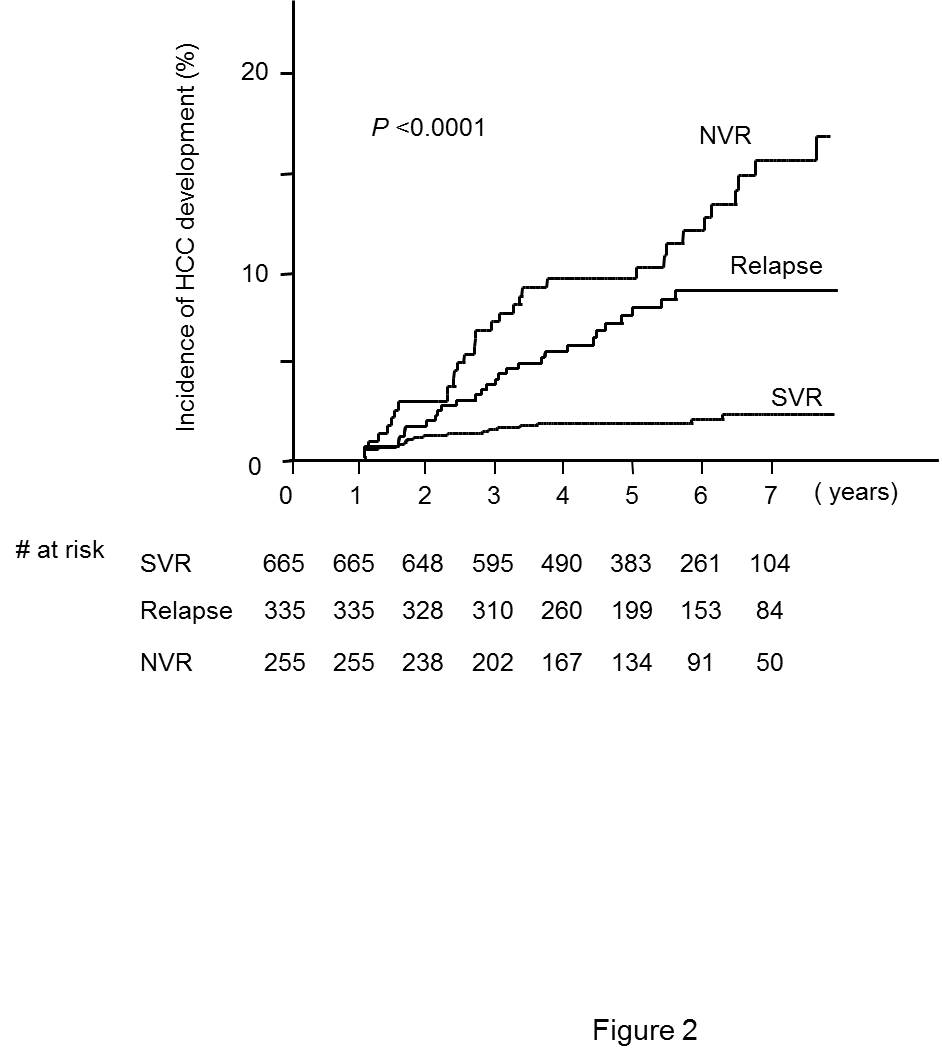 Incidence of HCC development (%)
20
10
0
P <0.0001
NVR
Relapse
SVR
0 1 2 3 4 5 6 7 ( years)
# at risk
SVR 665 665 648 595 490 383 261 104
Relapse 335 335 328 310 260 199 153 84
NVR 255 255 238 202 167 134 91 50
Figure 2